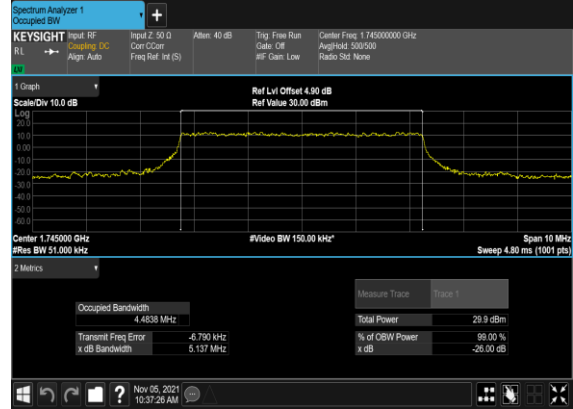 Spectrum Analyzer 1
Occupied BW
KEYSIGHT
RL
Input: RF
Coupling: DC
Align: Auto
Input Z: 50 Ω
Corr CCorr
Freq Ref: Int (S)
Atten: 40 dB
Trig: Free Run
Gate: Off
#IF Gain: Low
Center Freq: 1.745000000 GHz
Avg|Hold: 500/500
Radio Std: None
1 Graph
Scale/Div 10.0 dB
Ref Lvl Offset 4.90 dB
Ref Value 30.00 dBm
Log
20.0
10.0
0.00
-10.0
-20.0
-30.0
-40.0
-50.0
-60.0
Center 1.745000 GHz
#Res BW 51.000 kHz
#Video BW 150.00 kHz*
Span 10 MHz
Sweep 4.80 ms (1001 pts)
2 Metrics
Measure Trace
Trace 1
Occupied Bandwidth
4.4838 MHz
Total Power 29.9 dBm
Transmit Freq Error -6.790 kHz
% of OBW Power 99.00 %
x dB Bandwidth 5.137 MHz
x dB -26.00 dB
?
Nov 05, 2021
10:37:26 AM